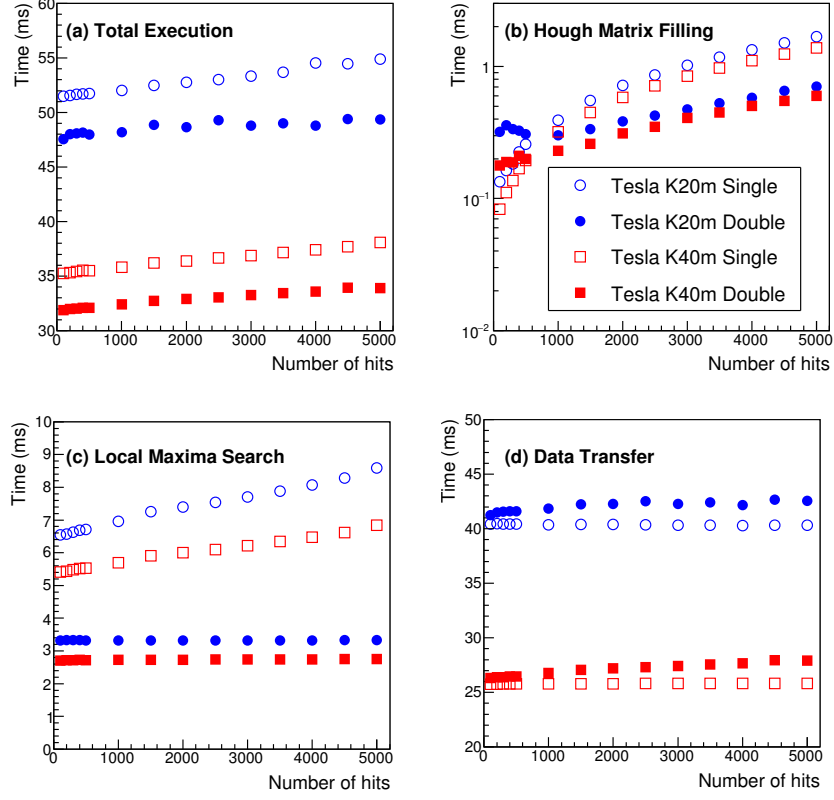 (a) Total Execution
Time (ms)
60
55
50
45
40
35
30
0 1000 2000 3000 4000 5000
Number of hits
(b) Hough Matrix Filling
Time (ms)
1
10⁻¹
10⁻²
Tesla K20m Single
Tesla K20m Double
Tesla K40m Single
Tesla K40m Double
0 1000 2000 3000 4000 5000
Number of hits
(c) Local Maxima Search
Time (ms)
10
9
8
7
6
5
4
3
2
1
0
0 1000 2000 3000 4000 5000
Number of hits
(d) Data Transfer
Time (ms)
50
45
40
35
30
25
20
0 1000 2000 3000 4000 5000
Number of hits